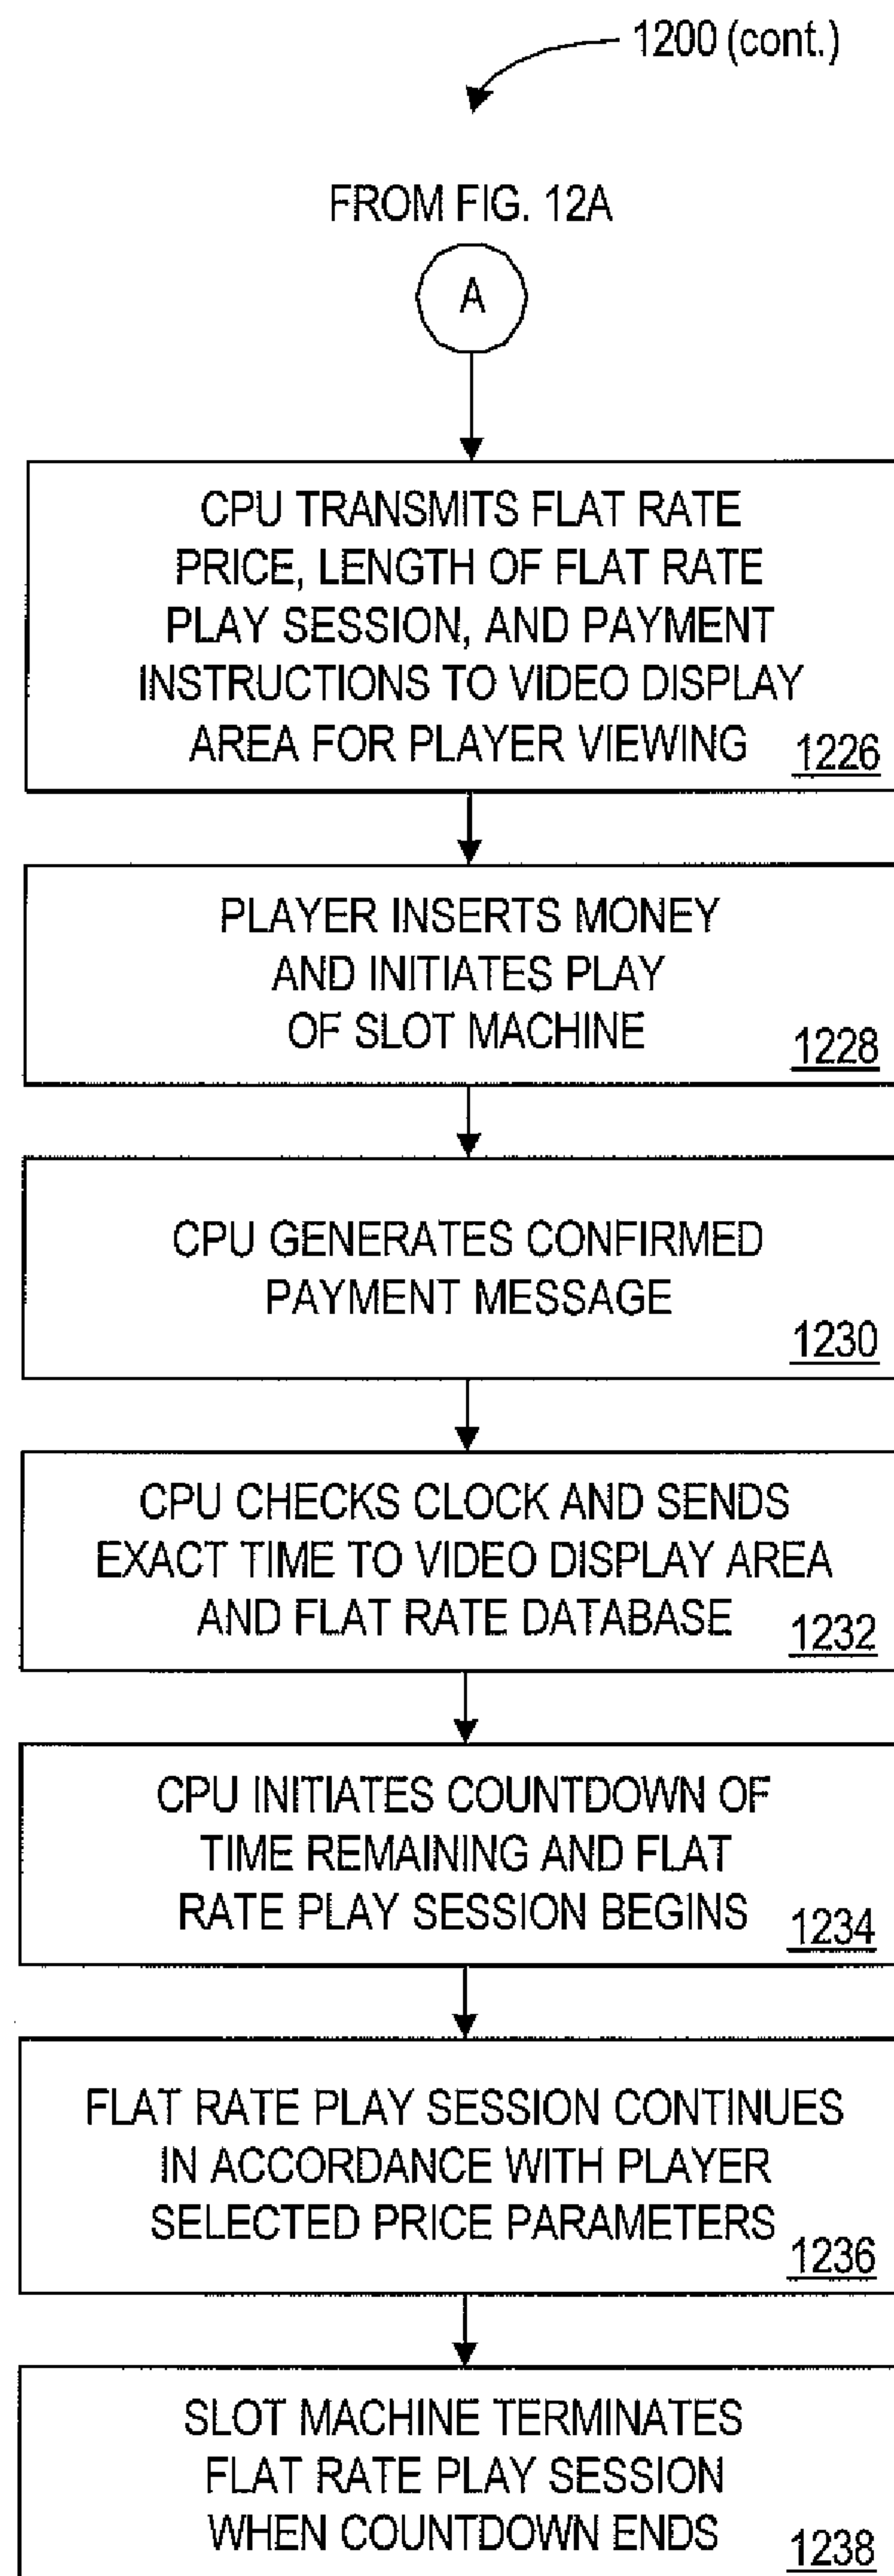 1200 (cont.)
FROM FIG. 12A
A
CPU TRANSMITS FLAT RATE
PRICE, LENGTH OF FLAT RATE
PLAY SESSION, AND PAYMENT
INSTRUCTIONS TO VIDEO DISPLAY
AREA FOR PLAYER VIEWING
1226
PLAYER INSERTS MONEY
AND INITIATES PLAY
OF SLOT MACHINE
1228
CPU GENERATES CONFIRMED
PAYMENT MESSAGE
1230
CPU CHECKS CLOCK AND SENDS
EXACT TIME TO VIDEO DISPLAY AREA
AND FLAT RATE DATABASE
1232
CPU INITIATES COUNTDOWN OF
TIME REMAINING AND FLAT
RATE PLAY SESSION BEGINS
1234
FLAT RATE PLAY SESSION CONTINUES
IN ACCORDANCE WITH PLAYER
SELECTED PRICE PARAMETERS
1236
SLOT MACHINE TERMINATES
FLAT RATE PLAY SESSION
WHEN COUNTDOWN ENDS
1238